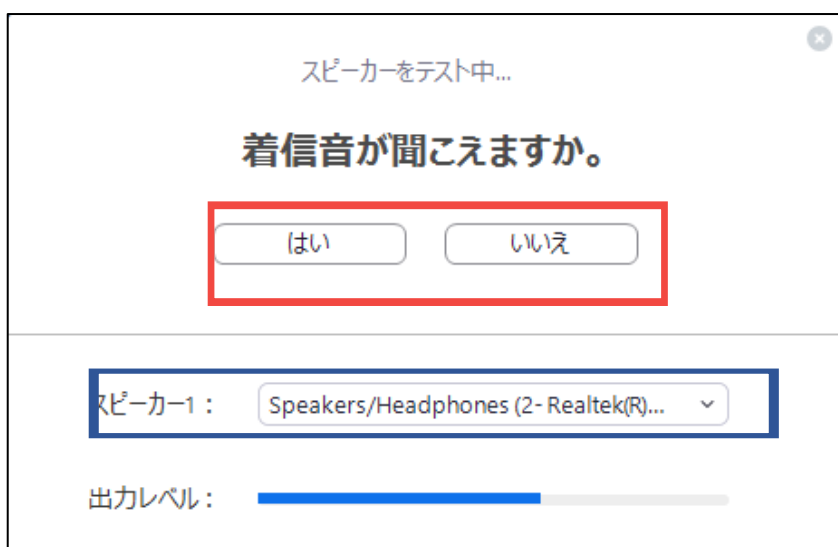 スピーカーをテスト中...
着信音が聞こえますか。
はい いいえ
スピーカー1： Speakers/Headphones (2- Realtek(R)...
出力レベル：